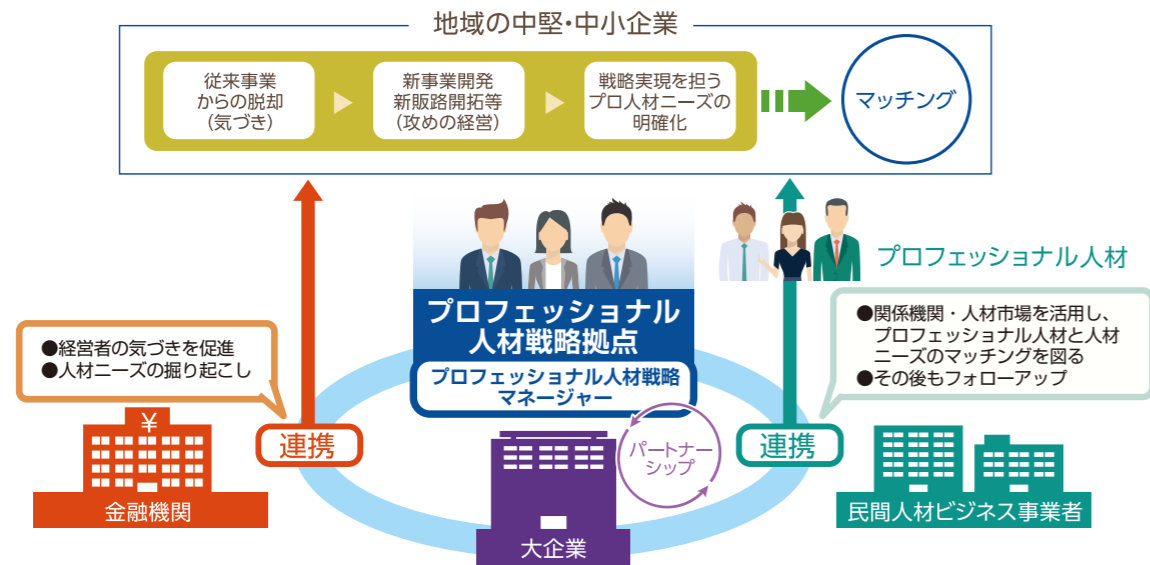 地域の中堅・中小企業
従来事業
からの脱却
(気づき)
新事業開発
新販路開拓等
(攻めの経営)
戦略実現を担う
プロ人材ニーズの
明確化
マッチング
プロフェッショナル人材
プロフェッショナル
人材戦略拠点
プロフェッショナル人材戦略
マネージャー
●経営者の気づきを促進
●人材ニーズの掘り起こし
●関係機関・人材市場を活用し、
プロフェッショナル人材と人材
ニーズのマッチングを図る
●その後もフォローアップ
¥
連携
金融機関
パートナー
シップ
大企業
連携
民間人材ビジネス事業者